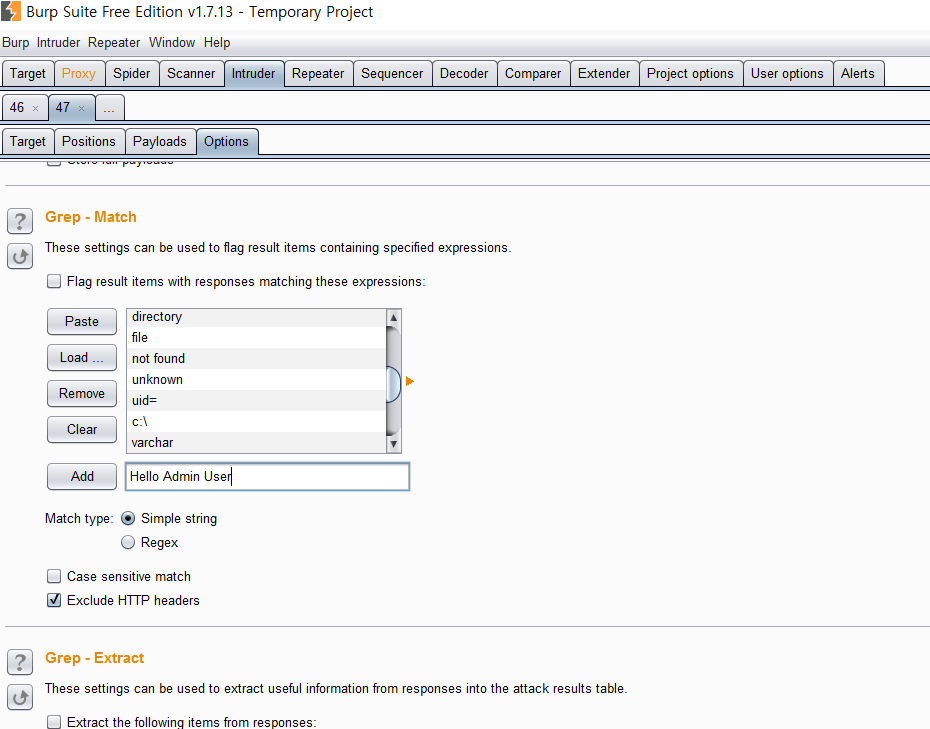 Burp Suite Free Edition v1.7.13 - Temporary Project
Burp Intruder Repeater Window Help
Target Proxy Spider Scanner Intruder Repeater Sequencer Decoder Comparer Extender Project options User options Alerts
46 × 47 × ...
Target Positions Payloads Options
Store full payloads
? Grep - Match
These settings can be used to flag result items containing specified expressions.
Flag result items with responses matching these expressions:
Paste
Load ...
Remove
Clear
directory
file
not found
unknown
uid=
c:\
varchar
Add Hello Admin User
Match type: Simple string
Regex
Case sensitive match
Exclude HTTP headers
? Grep - Extract
These settings can be used to extract useful information from responses into the attack results table.
Extract the following items from responses: